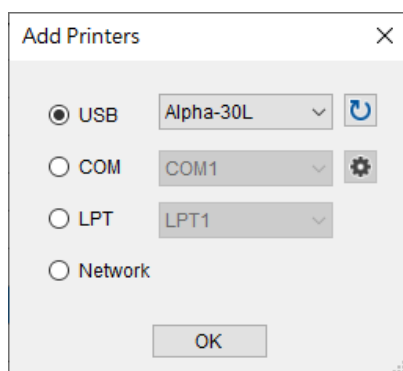 Add Printers
USB Alpha-30L
COM COM1
LPT LPT1
Network
OK